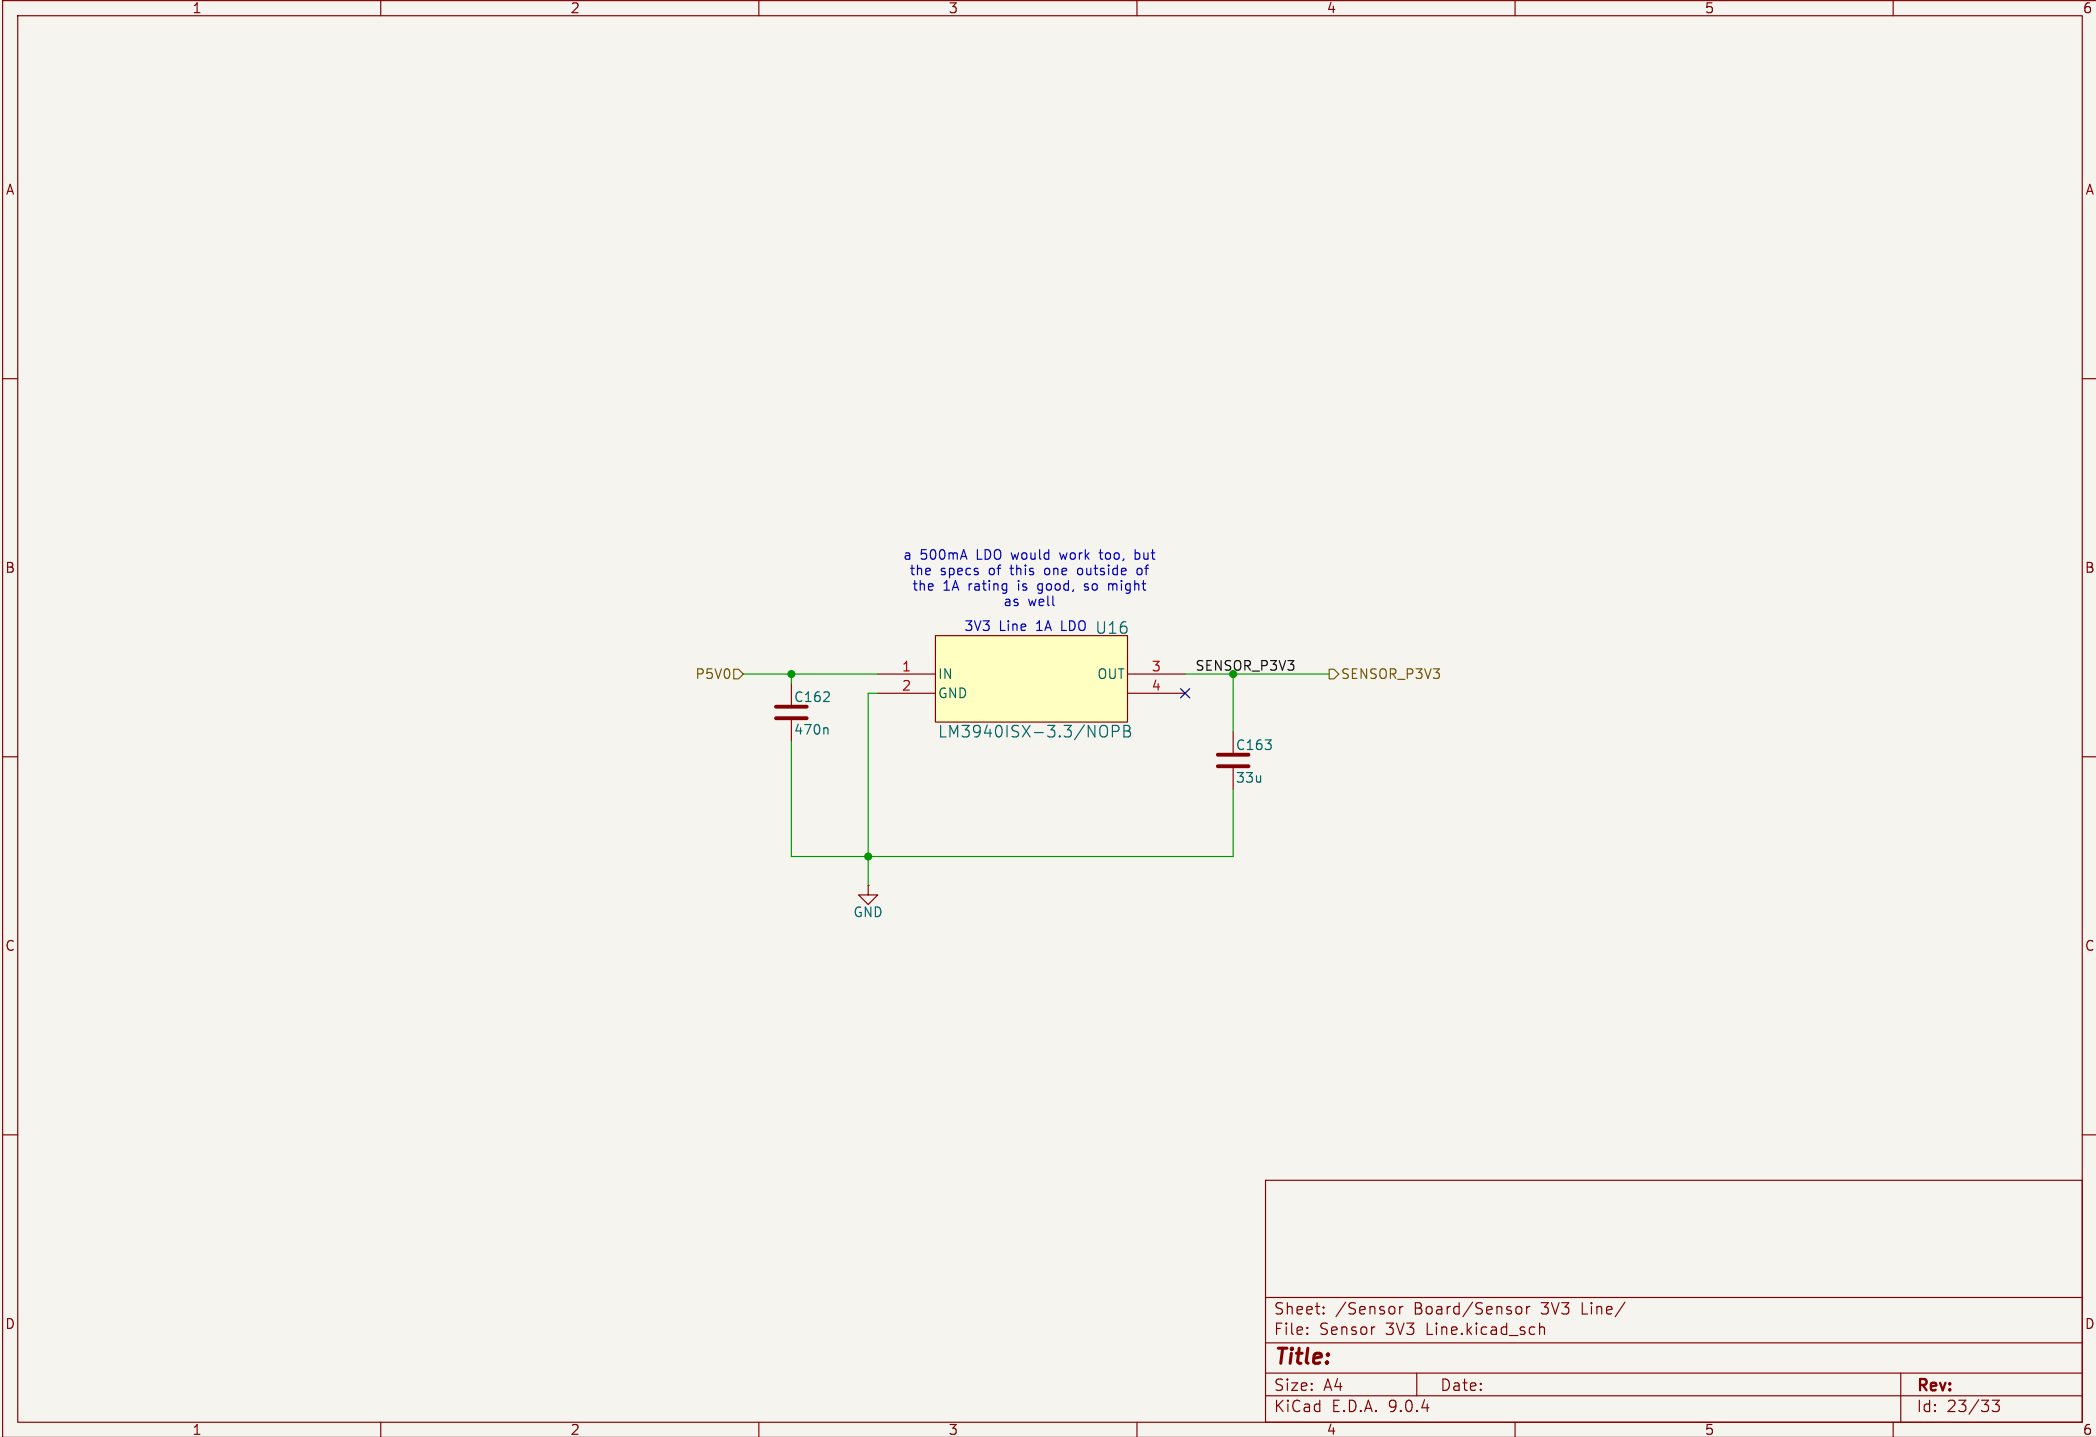 1 2 3 4 5 6
A A
a 500mA LDO would work too, but
the specs of this one outside of
the 1A rating is good, so might
as well
B B
3V3 Line 1A LDO U16
P5V0 1 IN OUT 3 SENSOR_P3V3 SENSOR_P3V3
2 GND 4
C162
470n
LM3940ISX-3.3/NOPB
C163
33u
GND
C C
Sheet: /Sensor Board/Sensor 3V3 Line/
File: Sensor 3V3 Line.kicad_sch
D D
Title:
Size: A4 Date: Rev:
KiCad E.D.A. 9.0.4 Id: 23/33
1 2 3 4 5 6